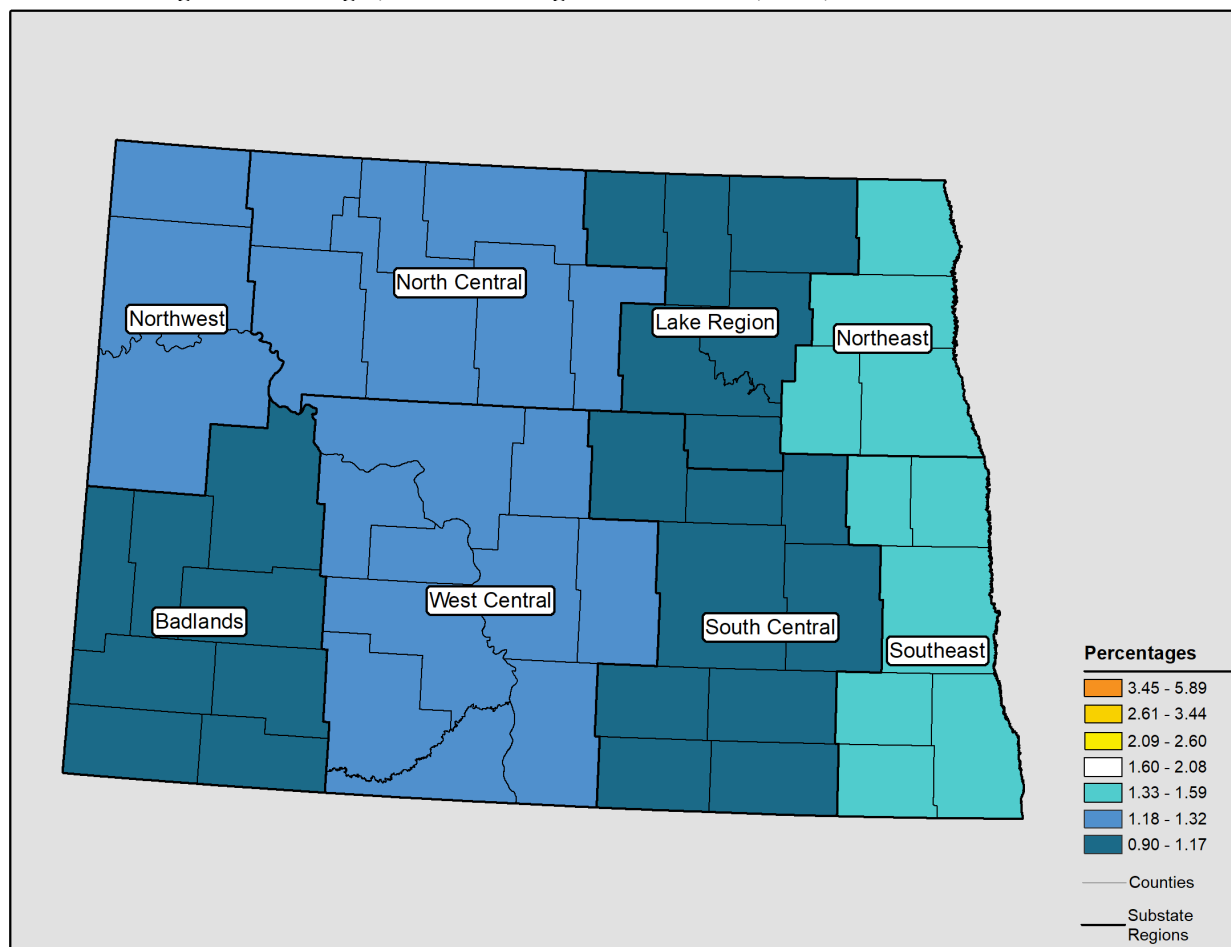 North Central
Northwest
Lake Region
Northeast
West Central
Badlands
South Central
Southeast
Percentages
3.45 - 5.89
2.61 - 3.44
2.09 - 2.60
1.60 - 2.08
1.33 - 1.59
1.18 - 1.32
0.90 - 1.17
Counties
Substate
Regions